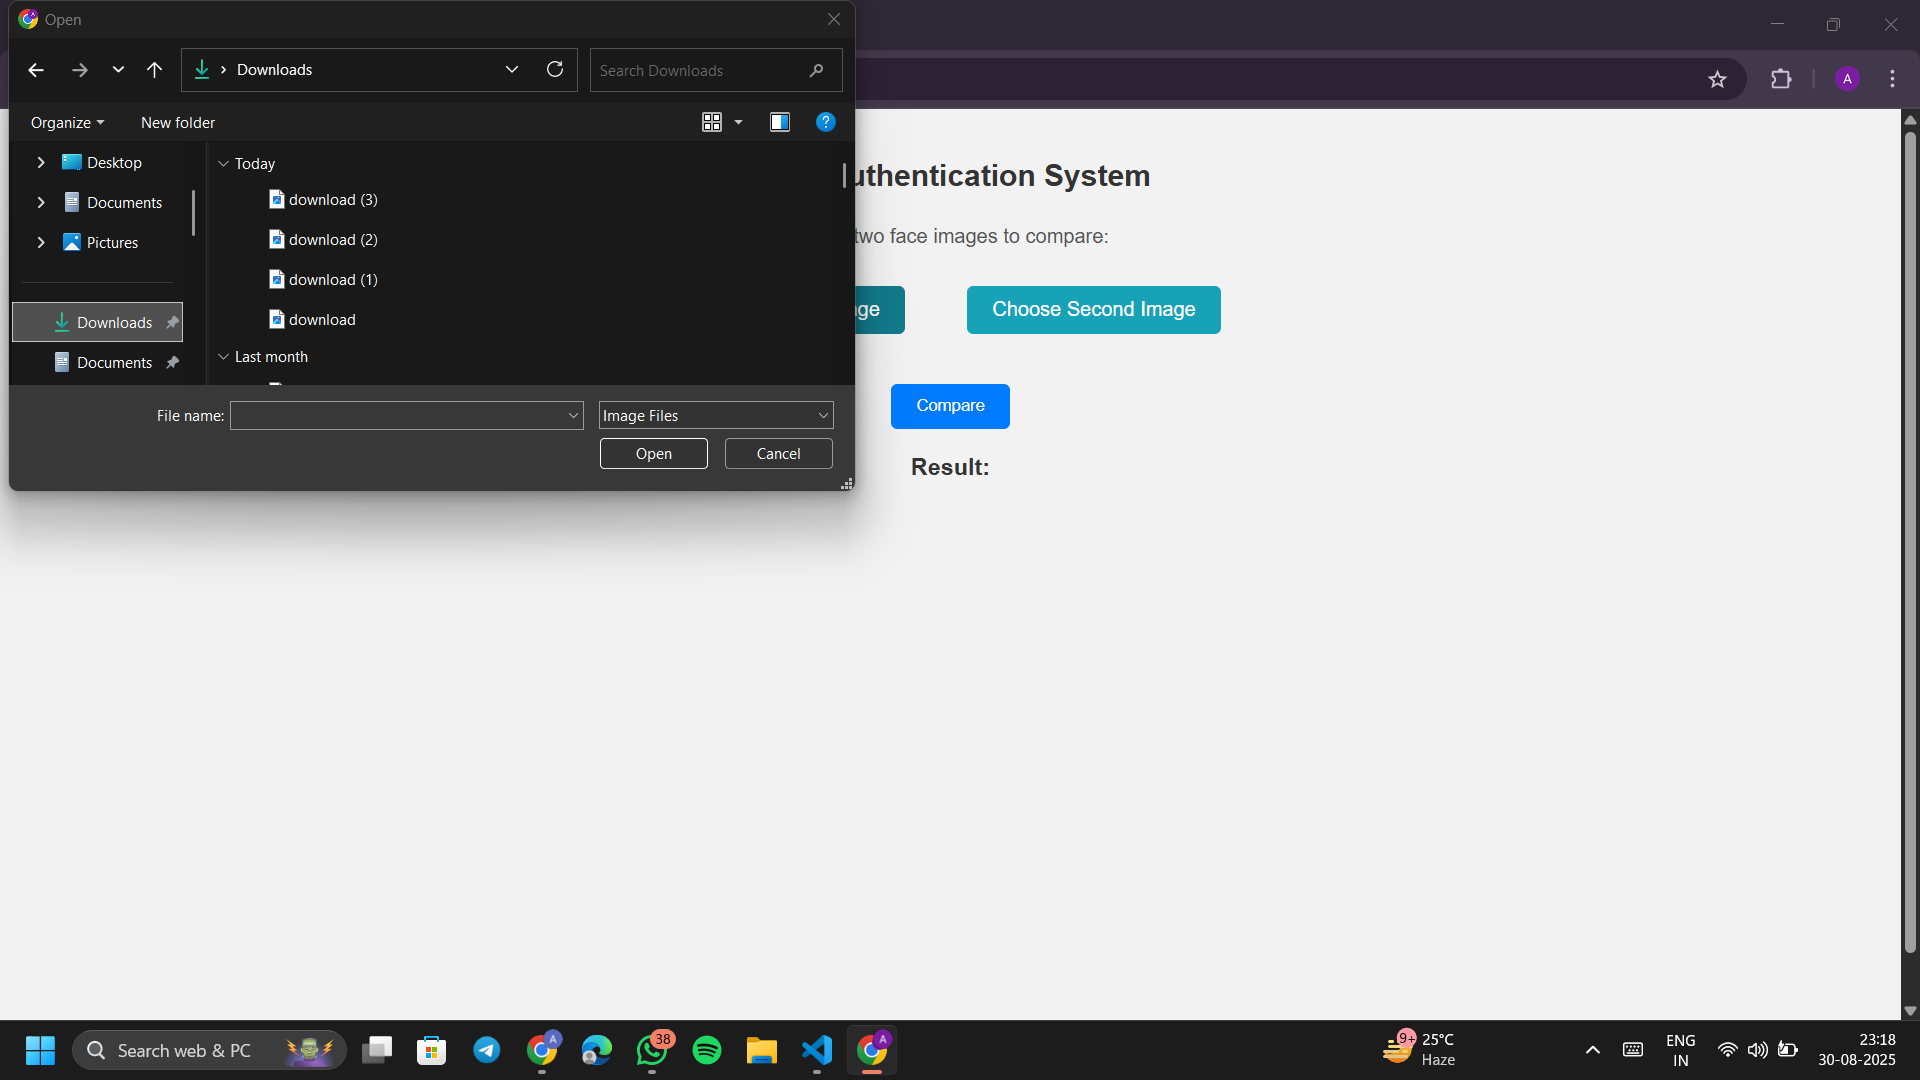 Open
Downloads
Search Downloads
Organize
New folder
Desktop
Documents
Pictures
Downloads
Documents
Today
download (3)
download (2)
download (1)
download
Last month
File name:
Image Files
Open
Cancel
uthentication System
two face images to compare:
ge
Choose Second Image
Compare
Result:
A
Search web & PC
A
38
A
9+
25°C
Haze
ENG
IN
23:18
30-08-2025